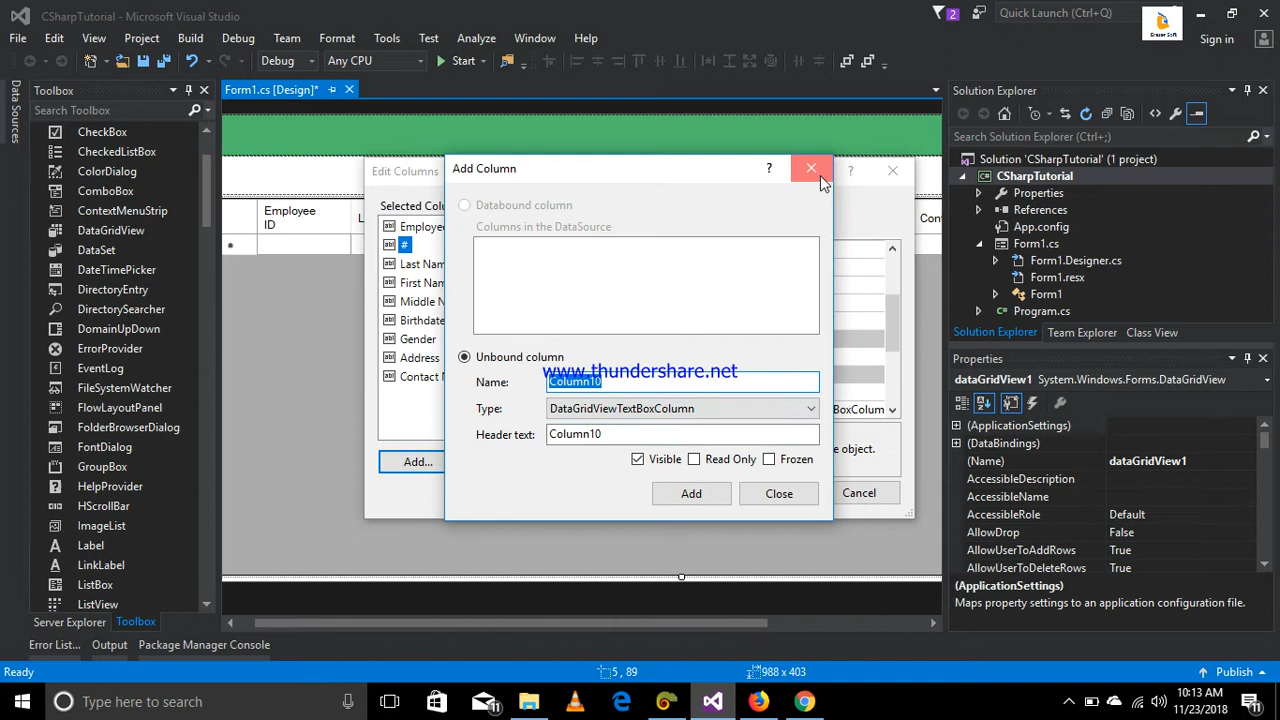 CSharpTutorial - Microsoft Visual Studio
2
Quick Launch (Ctrl+Q)
Eraser Soft
File Edit View Project Build Debug Team Format Tools Test Analyze Window Help
Sign in
Debug Any CPU Start
Data Sources
Toolbox
Form1.cs [Design]*
Solution Explorer
Search Toolbox
Search Solution Explorer (Ctrl+;)
CheckBox
CheckedListBox
ColorDialog
ComboBox
ContextMenuStrip
DataGridView
DataSet
DateTimePicker
DirectoryEntry
DirectorySearcher
DomainUpDown
ErrorProvider
EventLog
FileSystemWatcher
FlowLayoutPanel
FolderBrowserDialog
FontDialog
GroupBox
HelpProvider
HScrollBar
ImageList
Label
LinkLabel
ListBox
ListView
Server Explorer Toolbox
Employee
ID
Edit Columns
?
Selected Colu
Employe
#
Last Nam
First Nam
Middle N
Birthdate
Gender
Address
Contact N
Add...
Add Column
?
Databound column
Columns in the DataSource
Unbound column
www.thundershare.net
Name: Column10
Type: DataGridViewTextBoxColumn
Header text: Column10
Visible Read Only Frozen
Add Close
BoxColum
e object.
Cancel
Cont
Solution 'CSharpTutorial' (1 project)
CSharpTutorial
Properties
References
App.config
Form1.cs
Form1.Designer.cs
Form1.resx
Form1
Program.cs
Solution Explorer Team Explorer Class View
Properties
dataGridView1 System.Windows.Forms.DataGridView
(ApplicationSettings)
(DataBindings)
(Name) dataGridView1
AccessibleDescription
AccessibleName
AccessibleRole Default
AllowDrop False
AllowUserToAddRows True
AllowUserToDeleteRows True
(ApplicationSettings)
Maps property settings to an application configuration file.
Error List... Output Package Manager Console
Ready 5 , 89 988 x 403 Publish
Type here to search
11
10:13 AM
11/23/2018
11